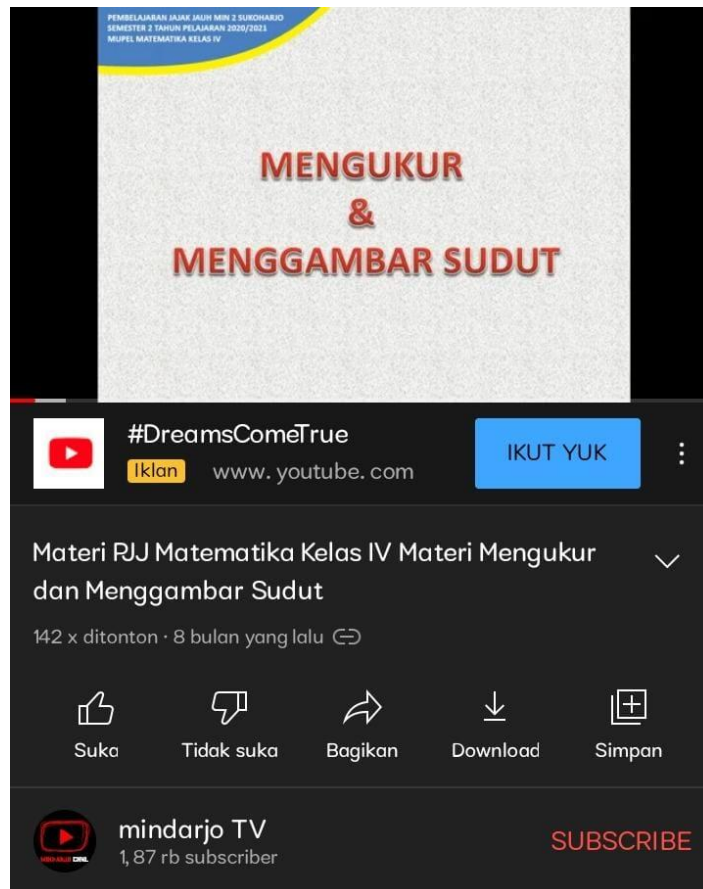 PEMBELAJARAN JAJAK JAUH MIN 2 SUKOHARJO
SEMESTER 2 TAHUN PELAJARAN 2020/2021
MUPEL MATEMATIKA KELAS IV
MENGUKUR
&
MENGGAMBAR SUDUT
#DreamsComeTrue
Iklan www.youtube.com
IKUT YUK
Materi PJJ Matematika Kelas IV Materi Mengukur
dan Menggambar Sudut
142 x ditonton · 8 bulan yang lalu
Suka
Tidak suka
Bagikan
Download
Simpan
mindarjo TV
1,87 rb subscriber
SUBSCRIBE